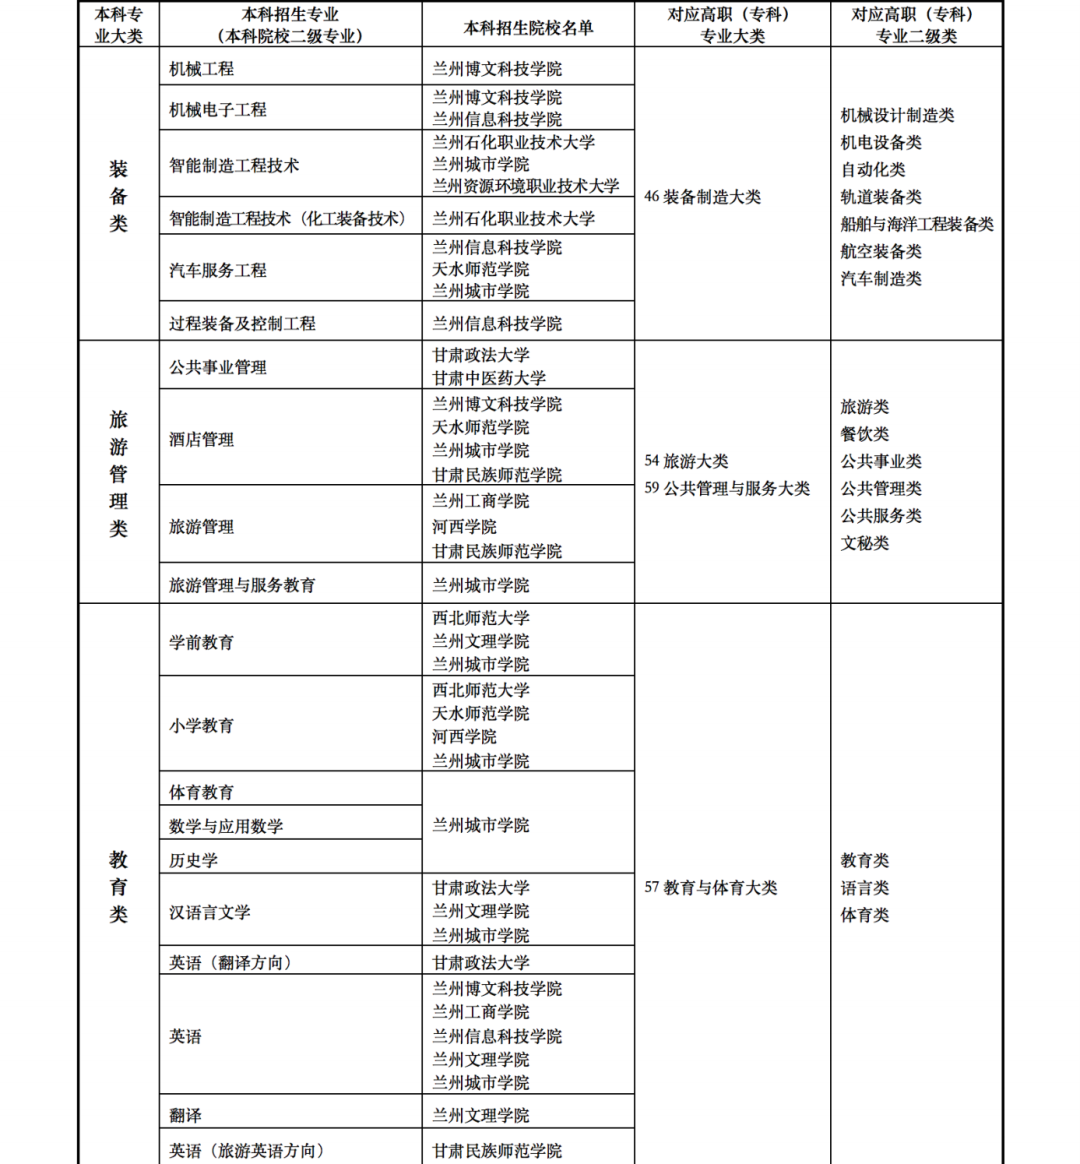 本科专
业大类
本科招生专业
（本科院校二级专业）
本科招生院校名单
对应高职（专科）
专业大类
对应高职（专科）
专业二级类
装
备
类
机械工程
兰州博文科技学院
机械电子工程
兰州博文科技学院
兰州信息科技学院
智能制造工程技术
兰州石化职业技术大学
兰州城市学院
兰州资源环境职业技术大学
智能制造工程技术（化工装备技术）
兰州石化职业技术大学
汽车服务工程
兰州信息科技学院
天水师范学院
兰州城市学院
过程装备及控制工程
兰州信息科技学院
46 装备制造大类
机械设计制造类
机电设备类
自动化类
轨道装备类
船舶与海洋工程装备类
航空装备类
汽车制造类
旅
游
管
理
类
公共事业管理
甘肃政法大学
甘肃中医药大学
酒店管理
兰州博文科技学院
天水师范学院
兰州城市学院
甘肃民族师范学院
旅游管理
兰州工商学院
河西学院
甘肃民族师范学院
旅游管理与服务教育
兰州城市学院
54 旅游大类
59 公共管理与服务大类
旅游类
餐饮类
公共事业类
公共管理类
公共服务类
文秘类
教
育
类
学前教育
西北师范大学
兰州文理学院
兰州城市学院
小学教育
西北师范大学
天水师范学院
河西学院
兰州城市学院
体育教育
数学与应用数学
历史学
兰州城市学院
汉语言文学
甘肃政法大学
兰州文理学院
兰州城市学院
英语（翻译方向）
甘肃政法大学
英语
兰州博文科技学院
兰州工商学院
兰州信息科技学院
兰州文理学院
兰州城市学院
翻译
兰州文理学院
英语（旅游英语方向）
甘肃民族师范学院
57 教育与体育大类
教育类
语言类
体育类